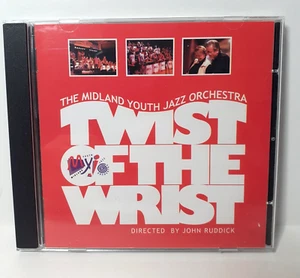 THE MIDLAND YOUTH JAZZ ORCHESTRA
TWIST
OF THE
WRIST
DIRECTED BY JOHN RUDDICK